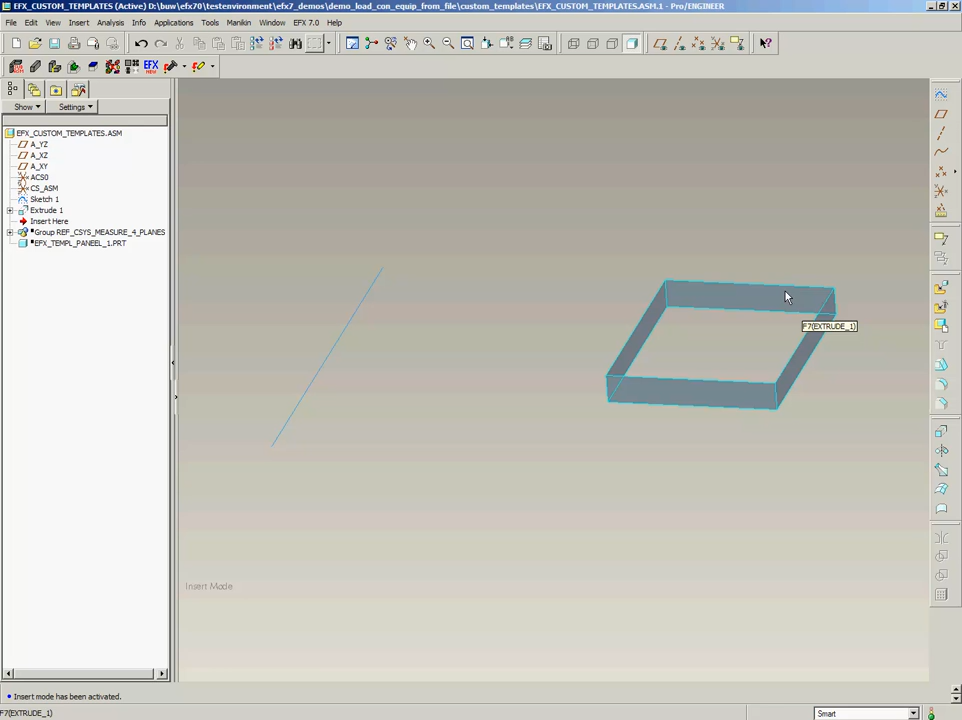 EFX_CUSTOM_TEMPLATES (Active) D:\buw\efx70\testenvironment\efx7_demos\demo_load_con_equip_from_file\custom_templates\EFX_CUSTOM_TEMPLATES.ASM.1 - Pro/ENGINEER
File Edit View Insert Analysis Info Applications Tools Manikin Window EFX 7.0 Help
EFX
NEW
Show Settings
EFX_CUSTOM_TEMPLATES.ASM
A_YZ
A_XZ
A_XY
ACS0
CS_ASM
Sketch 1
Extrude 1
Insert Here
Group REF_CSYS_MEASURE_4_PLANES
EFX_TEMPL_PANEEL_1.PRT
F7(EXTRUDE_1)
Insert Mode
Insert mode has been activated.
F7(EXTRUDE_1)
Smart